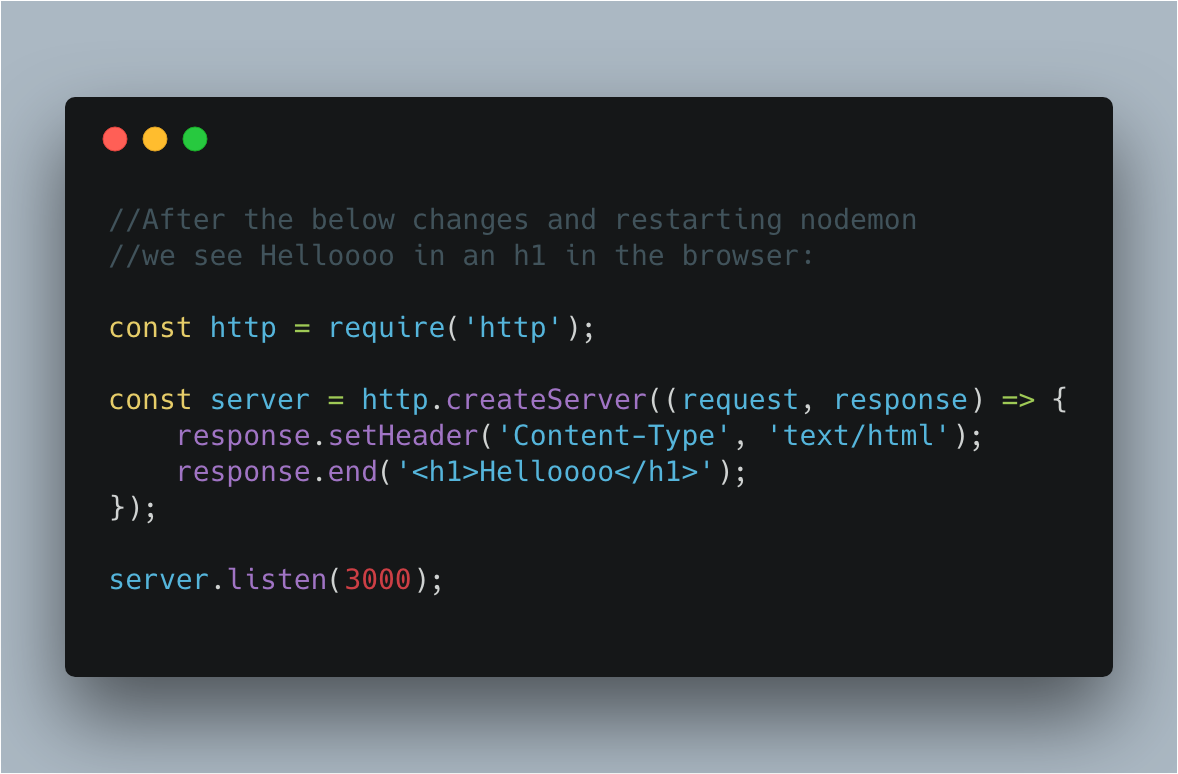 //After the below changes and restarting nodemon
//we see Helloooo in an h1 in the browser:
const http = require('http');
const server = http.createServer((request, response) => {
    response.setHeader('Content-Type', 'text/html');
    response.end('<h1>Helloooo</h1>');
});
server.listen(3000);